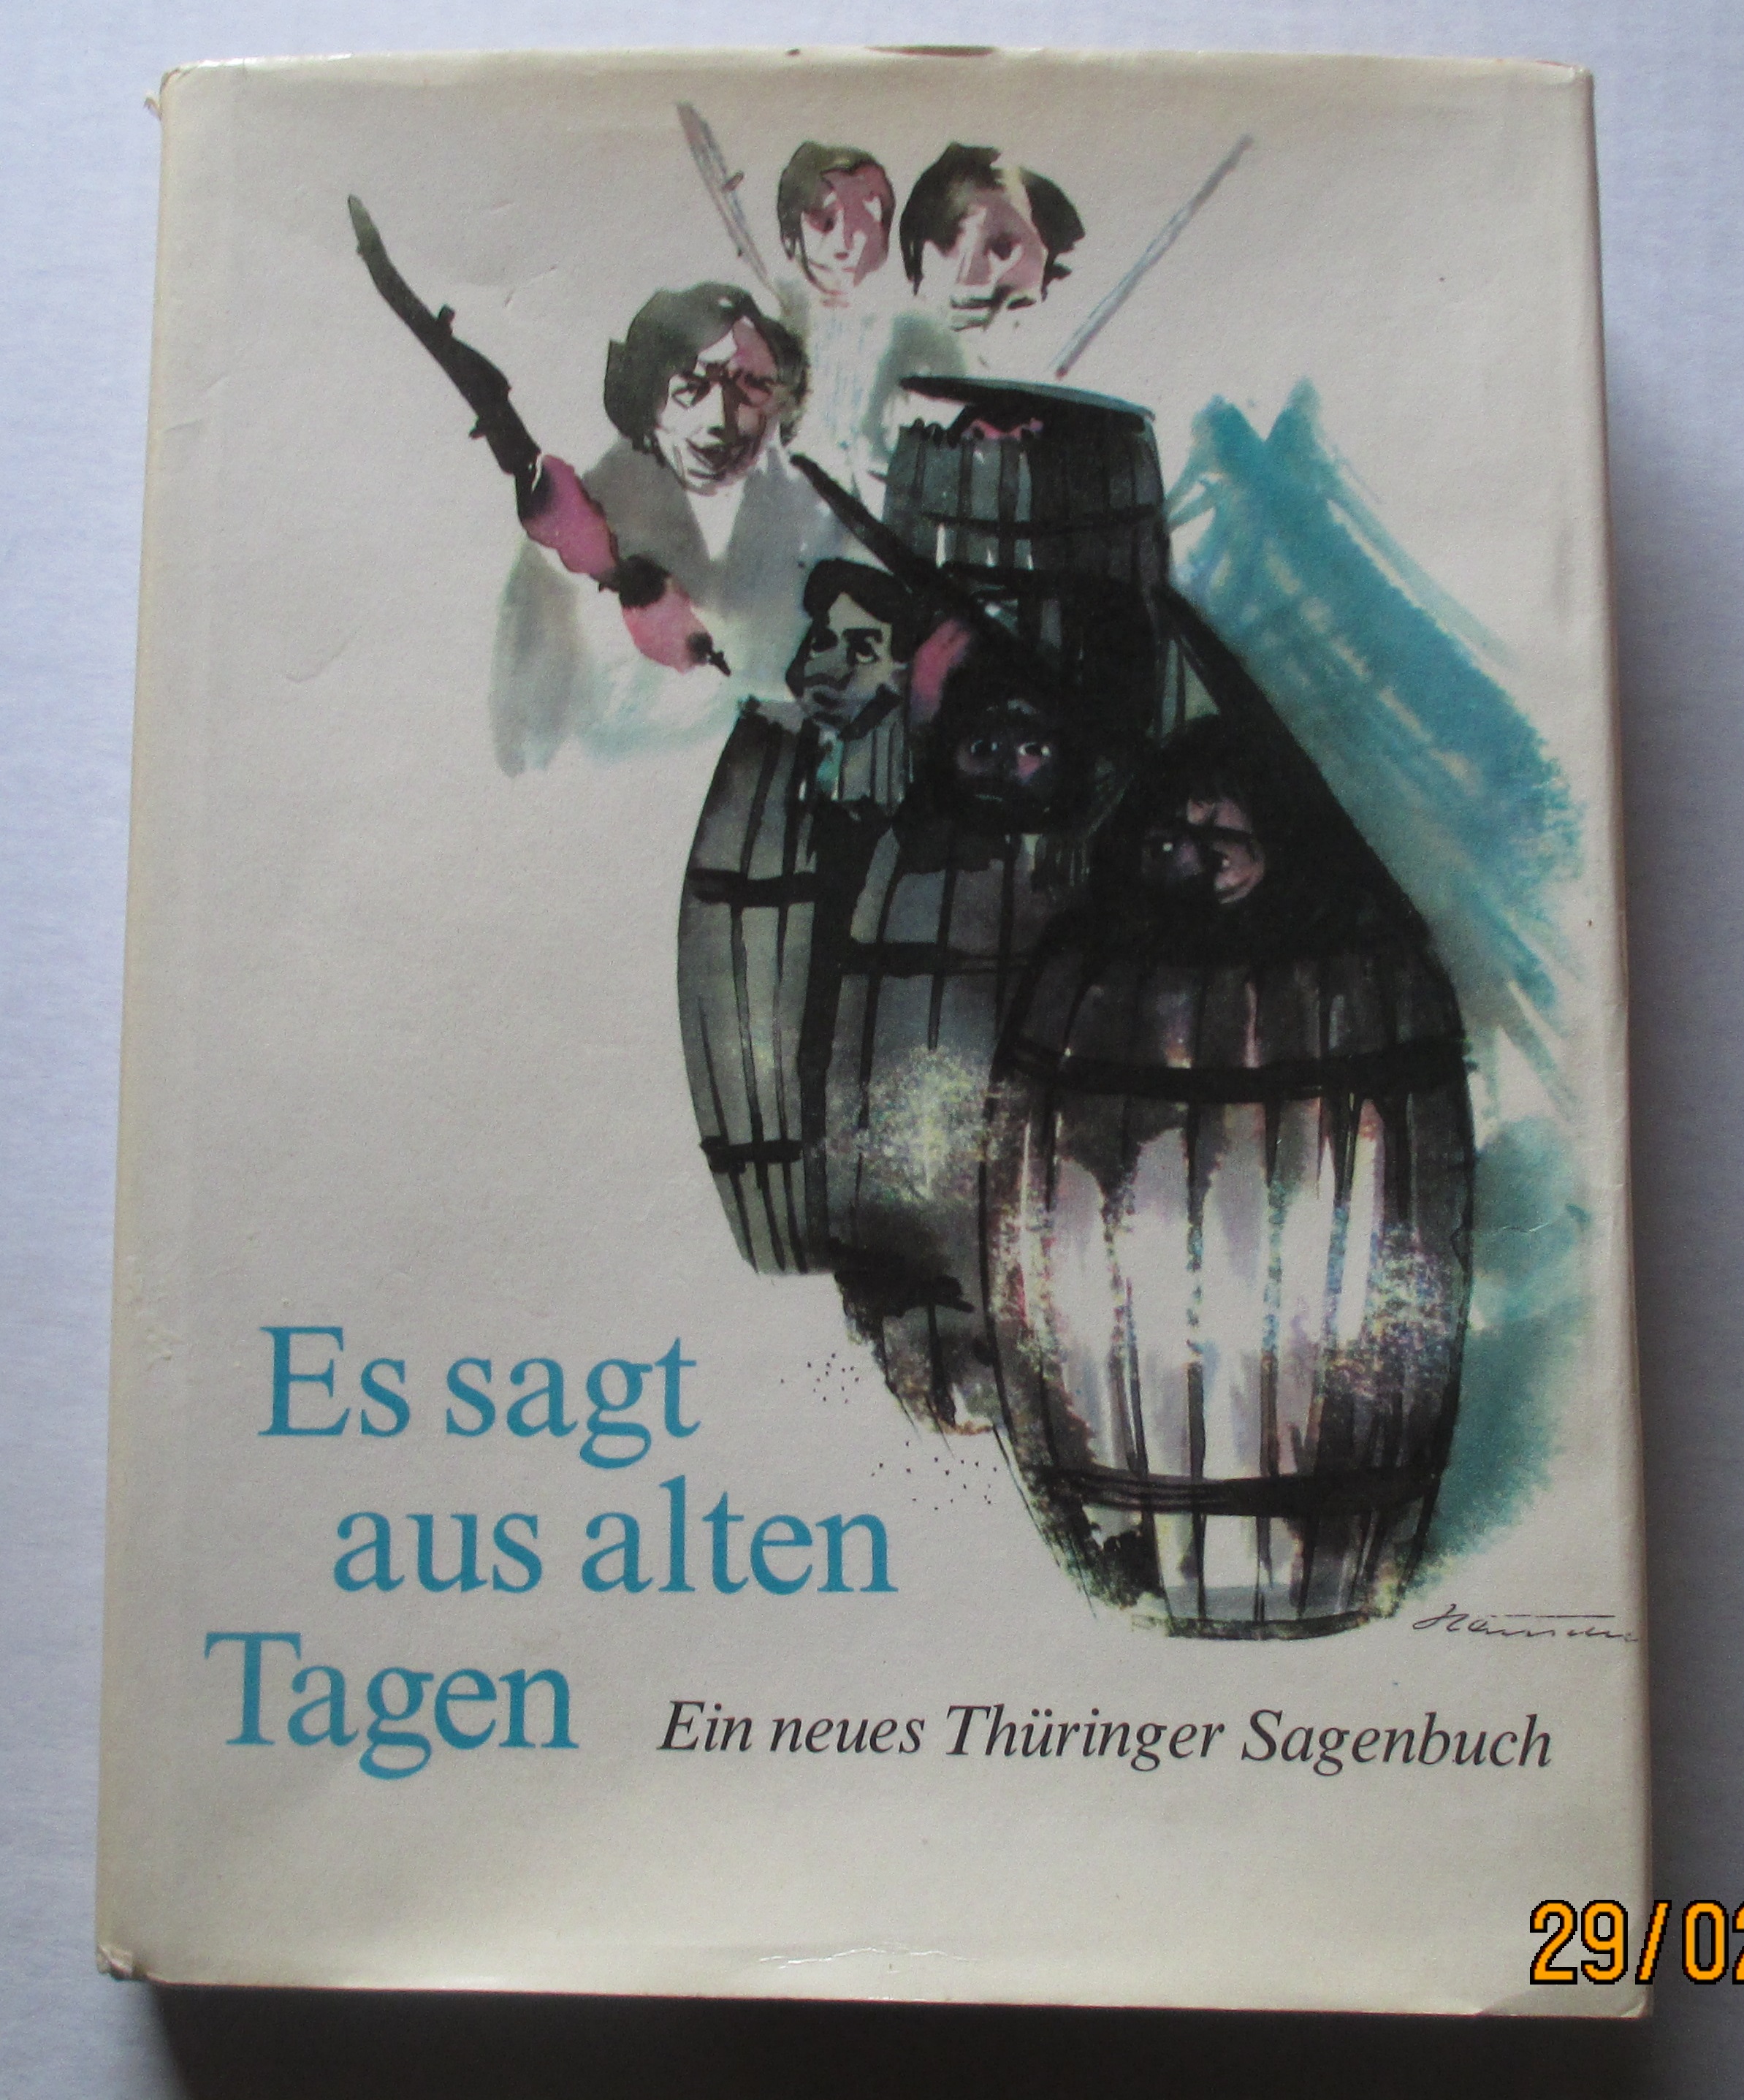 Es sagt
aus alten
Tagen
Ein neues Thüringer Sagenbuch
29/02